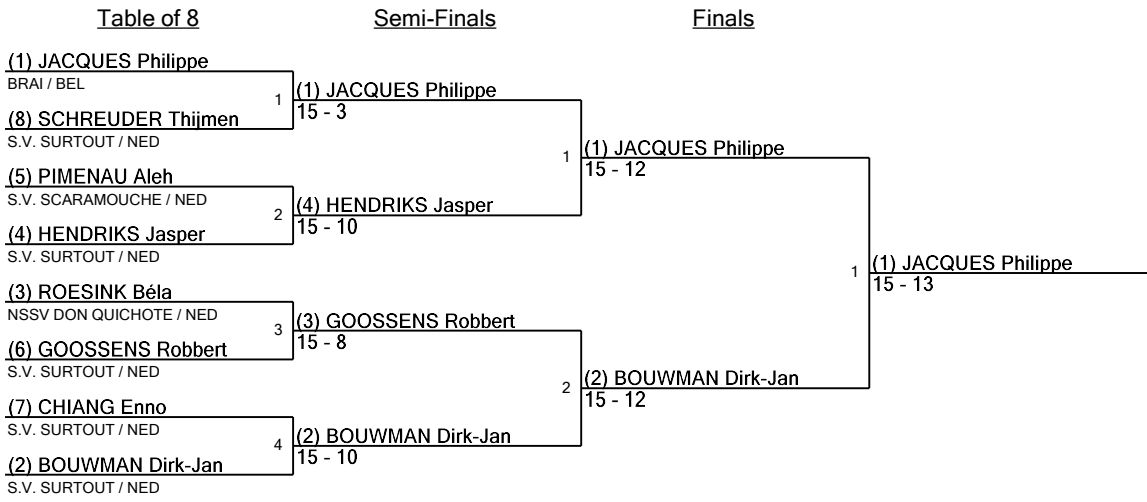 Table of 8
Semi-Finals
Finals
(1) JACQUES Philippe
BRAI / BEL
1
(8) SCHREUDER Thijmen
S.V. SURTOUT / NED
(5) PIMENAU Aleh
S.V. SCARAMOUCHE / NED
2
(4) HENDRIKS Jasper
S.V. SURTOUT / NED
(3) ROESINK Béla
NSSV DON QUICHOTE / NED
3
(6) GOOSSENS Robbert
S.V. SURTOUT / NED
(7) CHIANG Enno
S.V. SURTOUT / NED
4
(2) BOUWMAN Dirk-Jan
S.V. SURTOUT / NED
(1) JACQUES Philippe
15 - 3
1
(4) HENDRIKS Jasper
15 - 10
(3) GOOSSENS Robbert
15 - 8
2
(2) BOUWMAN Dirk-Jan
15 - 10
(1) JACQUES Philippe
15 - 12
1
(2) BOUWMAN Dirk-Jan
15 - 12
(1) JACQUES Philippe
15 - 13